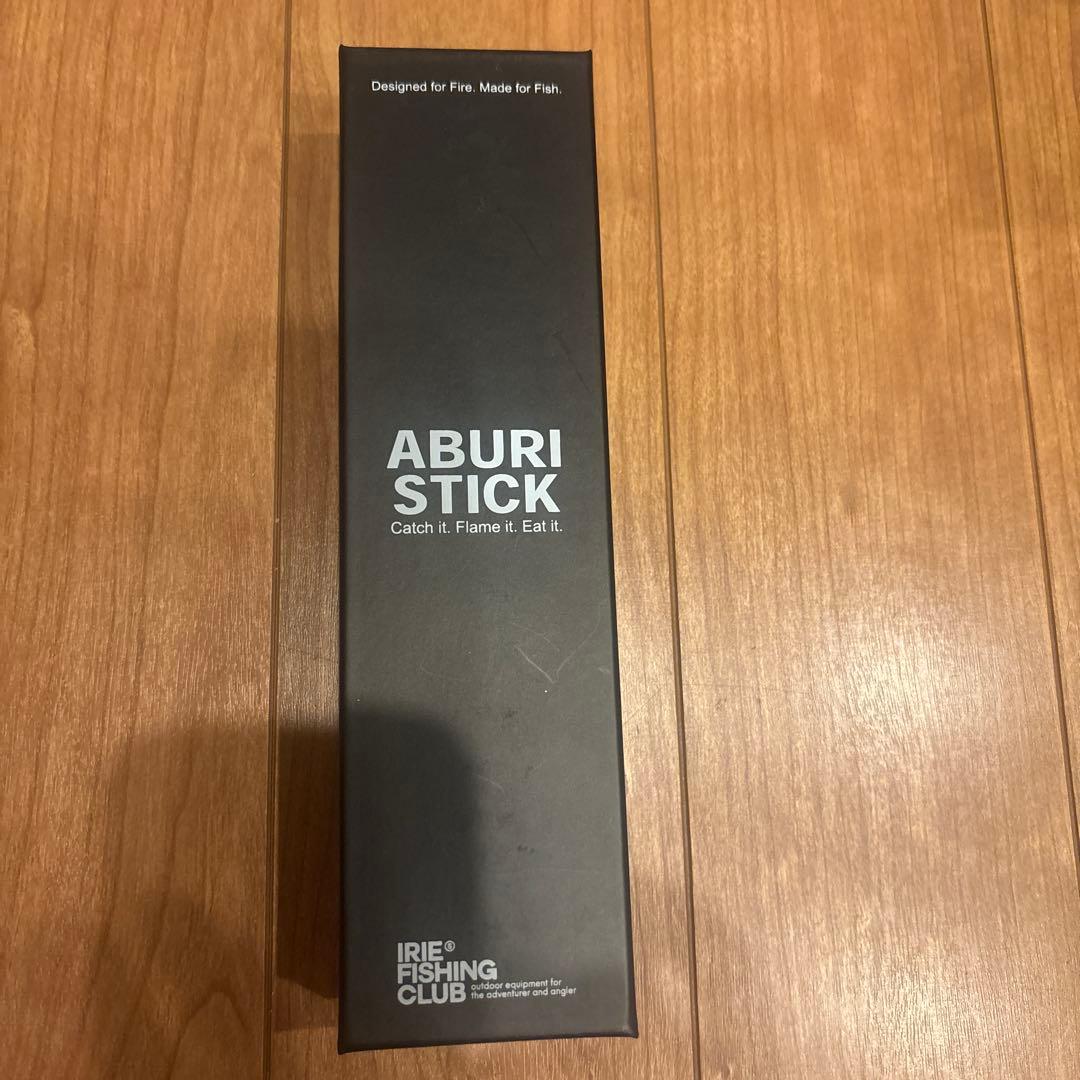 Designed for Fire. Made for Fish.
ABURI
STICK
Catch it. Flame it. Eat it.
IRIE
FISHING
CLUB
outdoor equipment for
the adventurer and angler